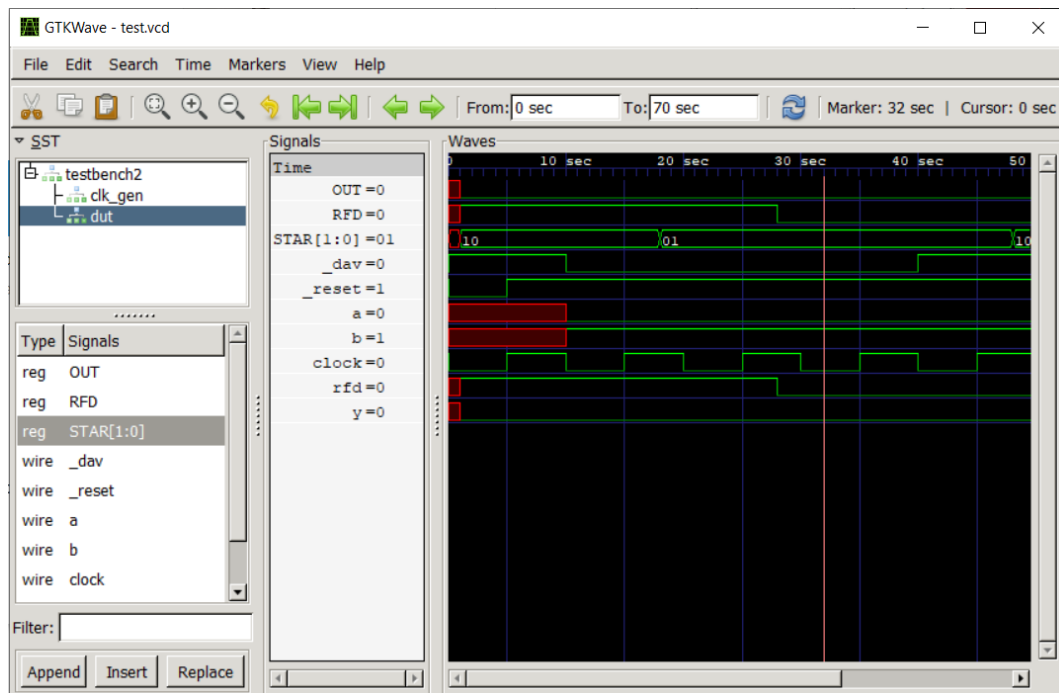 GTKWave - test.vcd
File Edit Search Time Markers View Help
From: 0 sec To: 70 sec Marker: 32 sec | Cursor: 0 sec
SST
testbench2
clk_gen
dut
Type Signals
reg OUT
reg RFD
reg STAR[1:0]
wire _dav
wire _reset
wire a
wire b
wire clock
Filter:
Append Insert Replace
Signals
Time
OUT =0
RFD =0
STAR[1:0] =01
_dav =0
_reset =1
a =0
b =1
clock =0
rfd =0
y =0
Waves
0 10 sec 20 sec 30 sec 40 sec 50
10 01 10